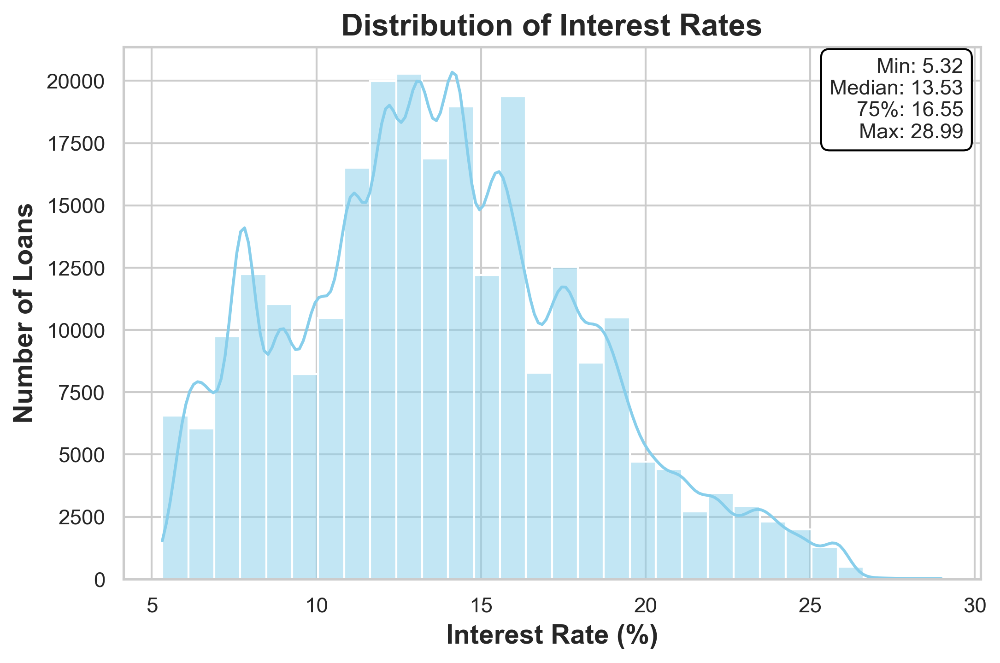 Distribution of Interest Rates
Min: 5.32
Median: 13.53
75%: 16.55
Max: 28.99
Number of Loans
20000
17500
15000
12500
10000
7500
5000
2500
0
5 10 15 20 25 30
Interest Rate (%)